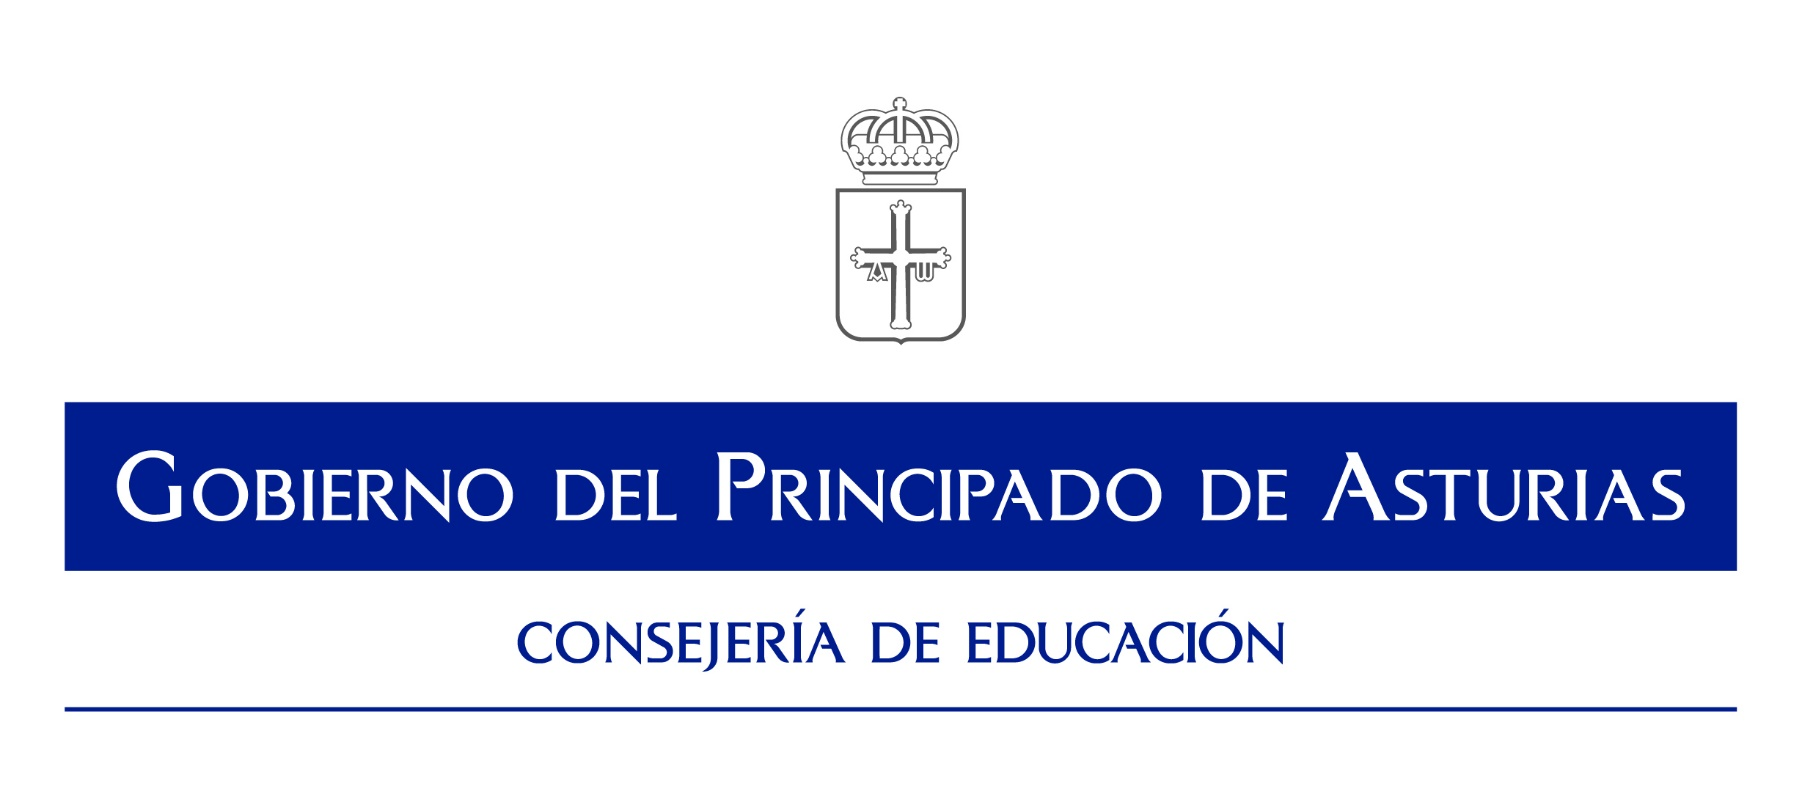 Α ω
GOBIERNO DEL PRINCIPADO DE ASTURIAS
CONSEJERÍA DE EDUCACIÓN